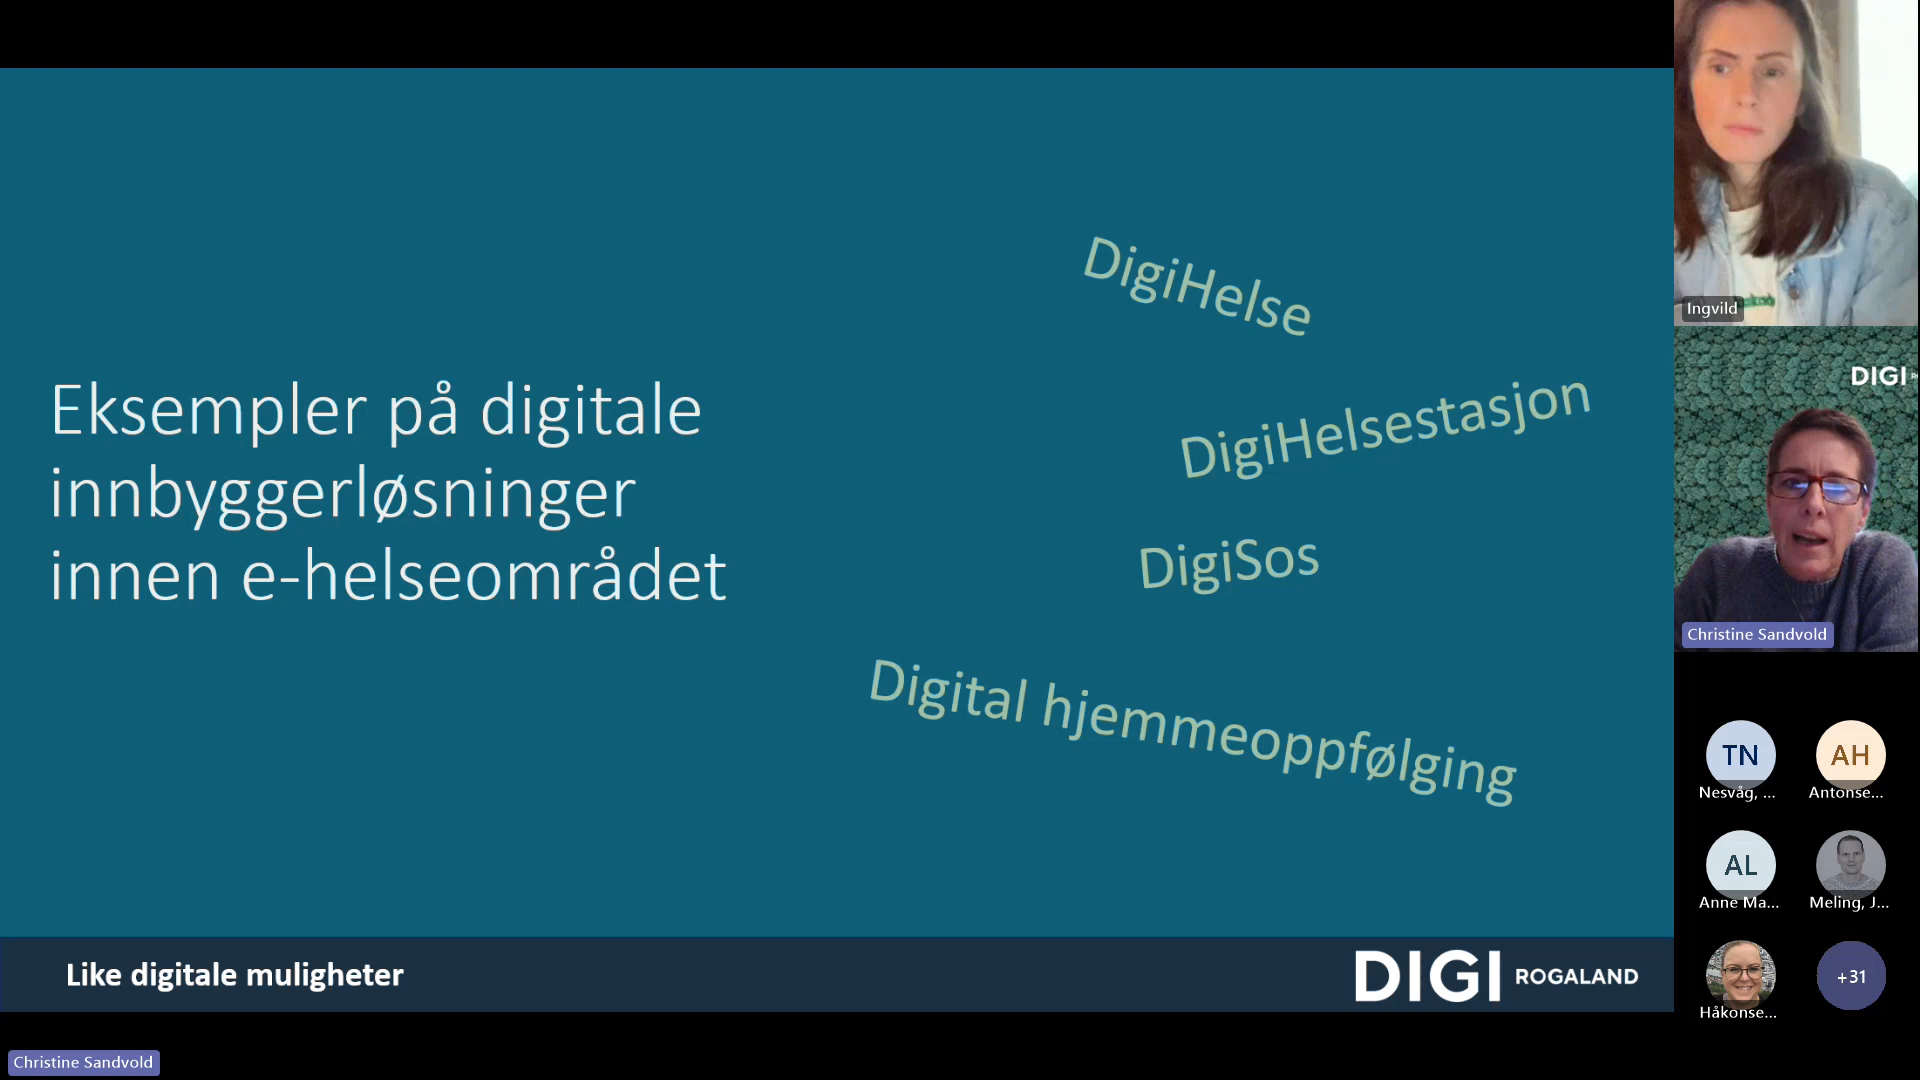 Eksempler på digitale
innbyggerløsninger
innen e-helseområdet
DigiHelse
DigiHelsestasjon
DigiSos
Digital hjemmeoppfølging
Like digitale muligheter
DIGI ROGALAND
Christine Sandvold
Ingvild
DIGI
Christine Sandvold
TN
Nesvåg, ...
AH
Antonse...
AL
Anne Ma...
Meling, J...
Håkonse...
+31